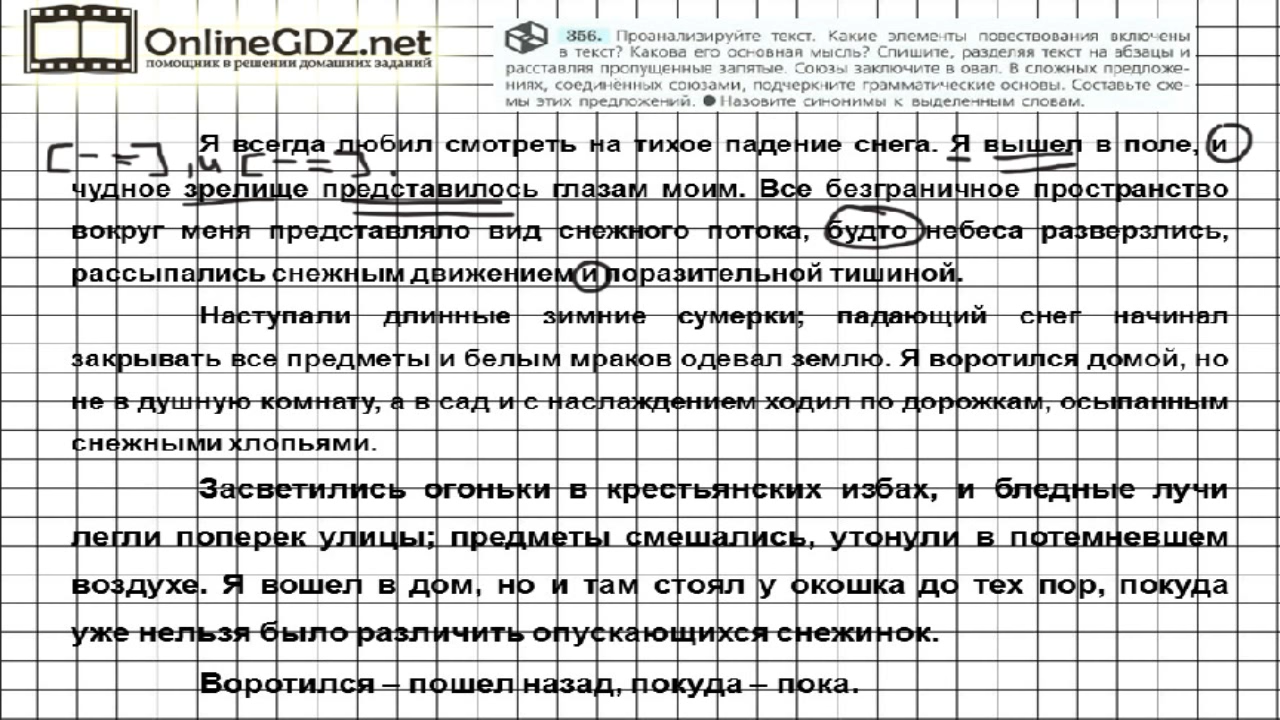 OnlineGDZ.net
помощник в решении домашних заданий
356. Проанализируйте текст. Какие элементы повествования включены
в текст? Какова его основная мысль? Спишите, разделяя текст на абзацы и
расставляя пропущенные запятые. Союзы заключите в овал. В сложных предложе-
ниях, соединённых союзами, подчеркните грамматические основы. Составьте схе-
мы этих предложений. ● Назовите синонимы к выделенным словам.
Я всегда любил смотреть на тихое падение снега. Я вышел в поле, и
[- =], и [- =].
чудное зрелище представилось глазам моим. Все безграничное пространство
вокруг меня представляло вид снежного потока, будто небеса разверзлись,
рассыпались снежным движением и поразительной тишиной.
Наступали длинные зимние сумерки; падающий снег начинал
закрывать все предметы и белым мраков одевал землю. Я воротился домой, но
не в душную комнату, а в сад и с наслаждением ходил по дорожкам, осыпанным
снежными хлопьями.
Засветились огоньки в крестьянских избах, и бледные лучи
легли поперек улицы; предметы смешались, утонули в потемневшем
воздухе. Я вошел в дом, но и там стоял у окошка до тех пор, покуда
уже нельзя было различить опускающихся снежинок.
Воротился – пошел назад, покуда – пока.